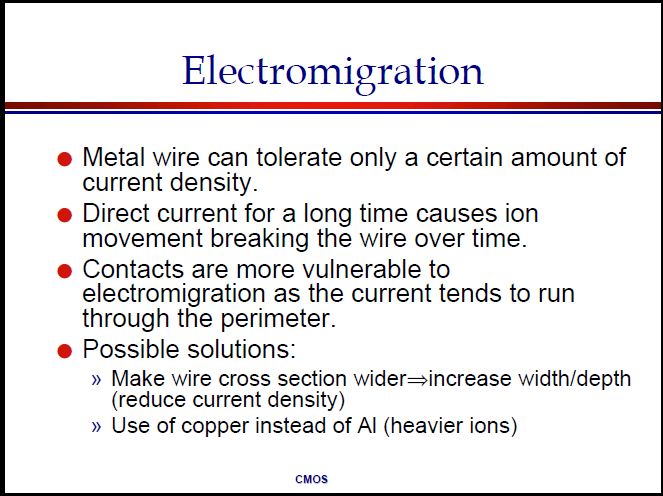 Electromigration
Metal wire can tolerate only a certain amount of
current density.
Direct current for a long time causes ion
movement breaking the wire over time.
Contacts are more vulnerable to
electromigration as the current tends to run
through the perimeter.
Possible solutions:
» Make wire cross section wider⇒increase width/depth
(reduce current density)
» Use of copper instead of Al (heavier ions)
CMOS